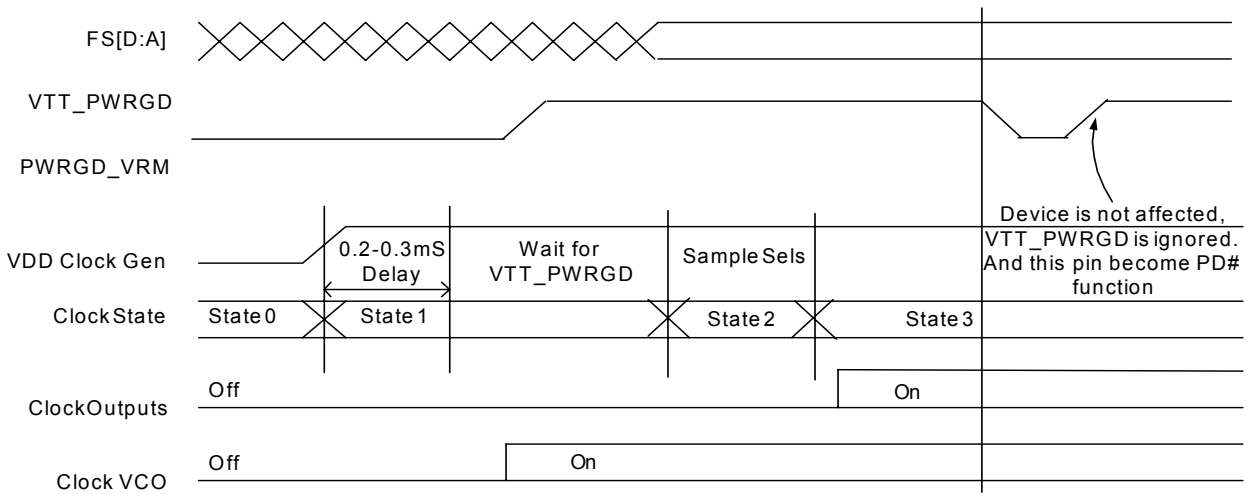 FS[D:A]
VTT_PWRGD
PWRGD_VRM
VDD Clock Gen
0.2-0.3mS
Delay
Wait for
VTT_PWRGD
Sample Sels
Device is not affected,
VTT_PWRGD is ignored.
And this pin become PD#
function
Clock State
State 0
State 1
State 2
State 3
Clock Outputs
Off
On
Clock VCO
Off
On